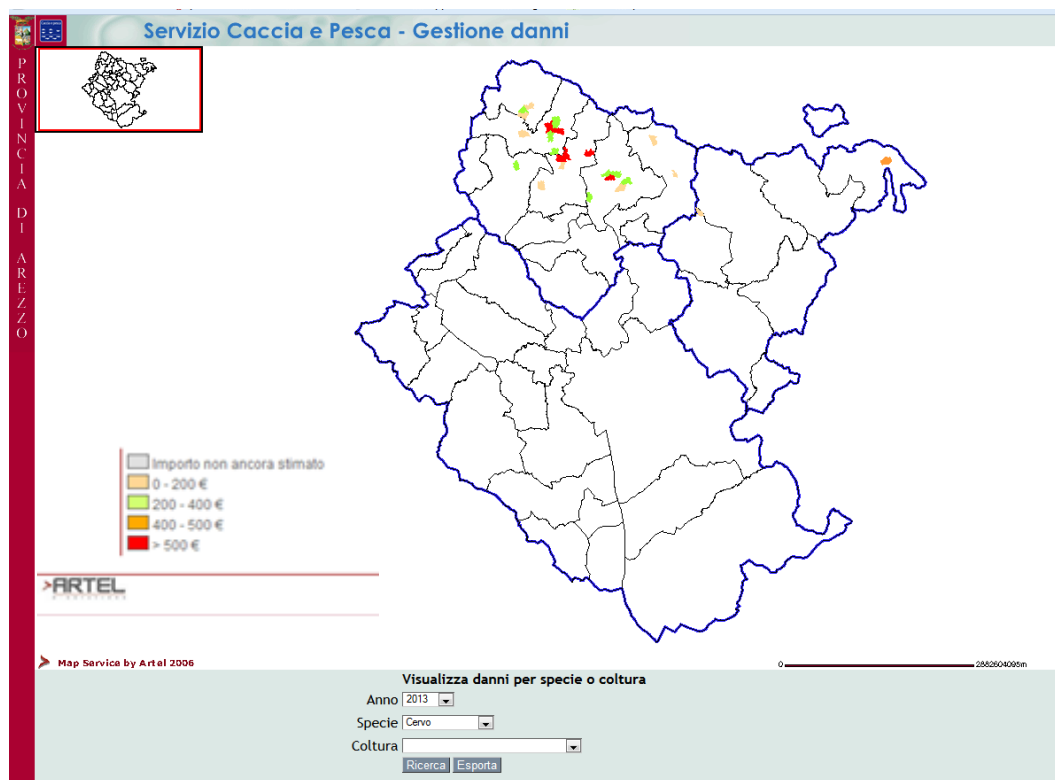 Servizio Caccia e Pesca - Gestione danni
PROVINCIA DI AREZZO
Importo non ancora stimato
0 - 200 €
200 - 400 €
400 - 500 €
> 500 €
>ARTEL
Map Service by Artel 2006
0 2882604098m
Visualizza danni per specie o coltura
Anno 2013
Specie Cervo
Coltura
Ricerca Esporta